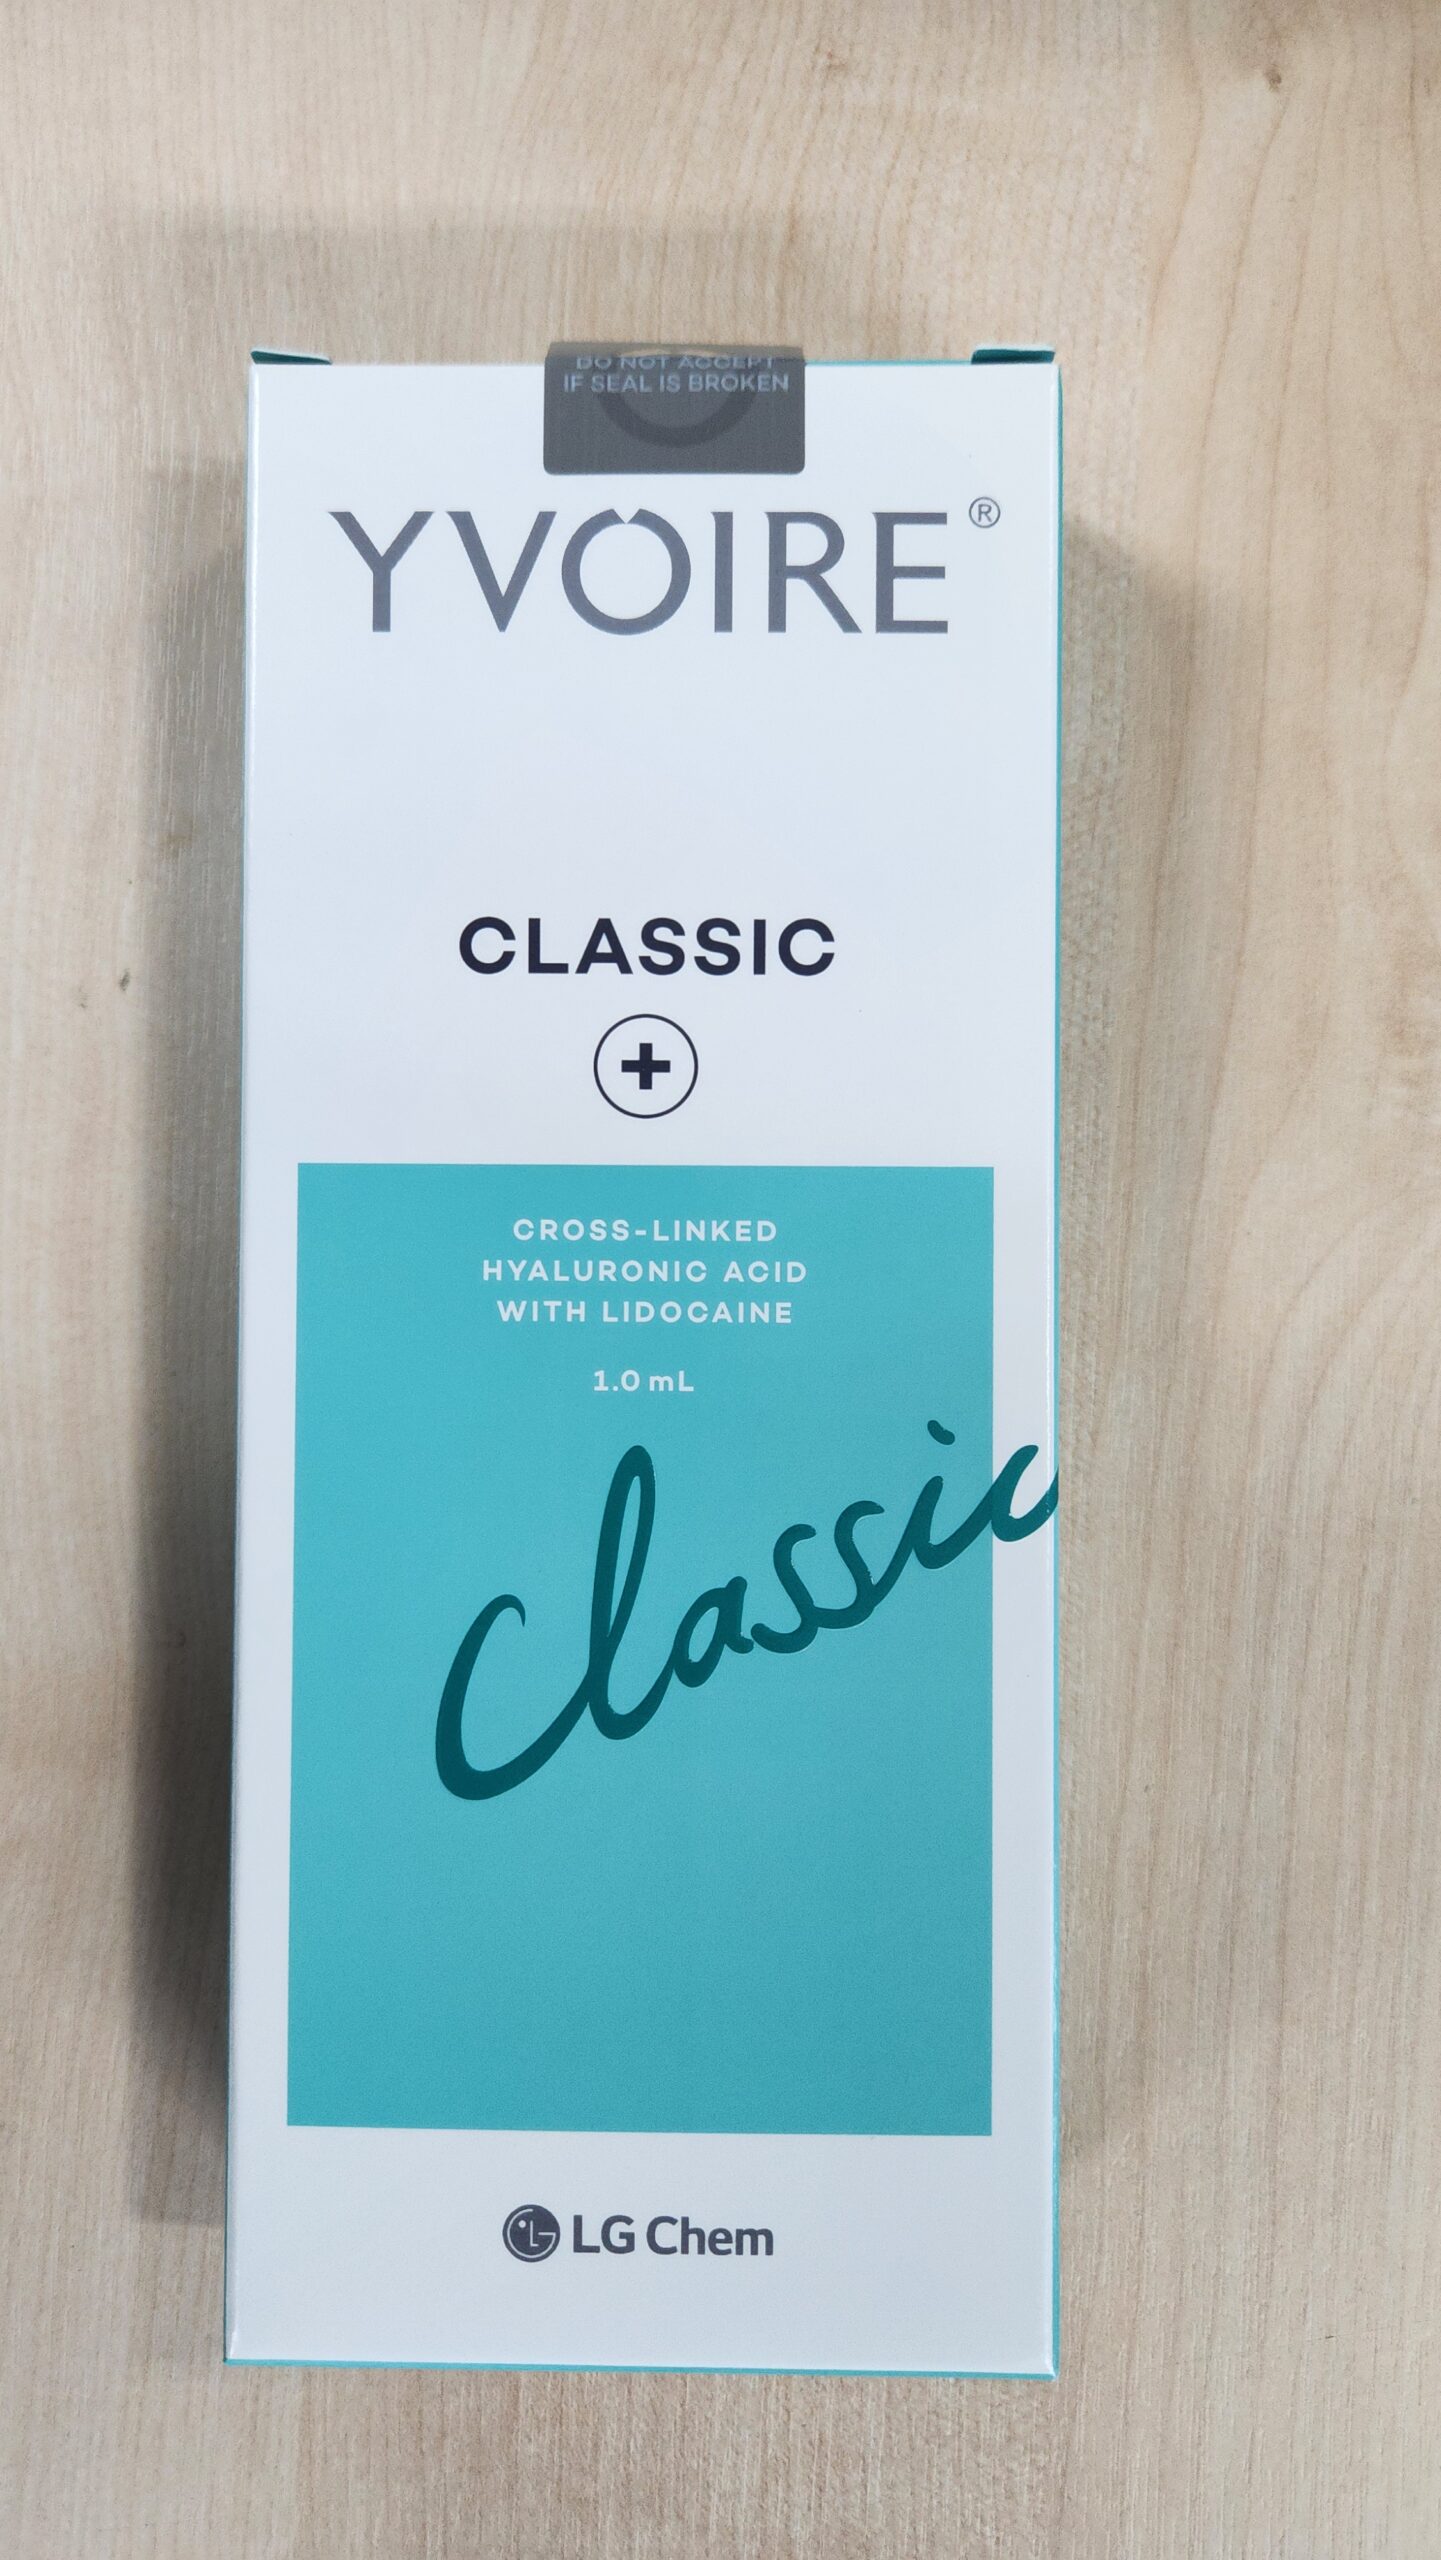 DO NOT ACCEPT
IF SEAL IS BROKEN
YVOIRE®
CLASSIC
+
CROSS-LINKED
HYALURONIC ACID
WITH LIDOCAINE
1.0 mL
Classic
LG Chem